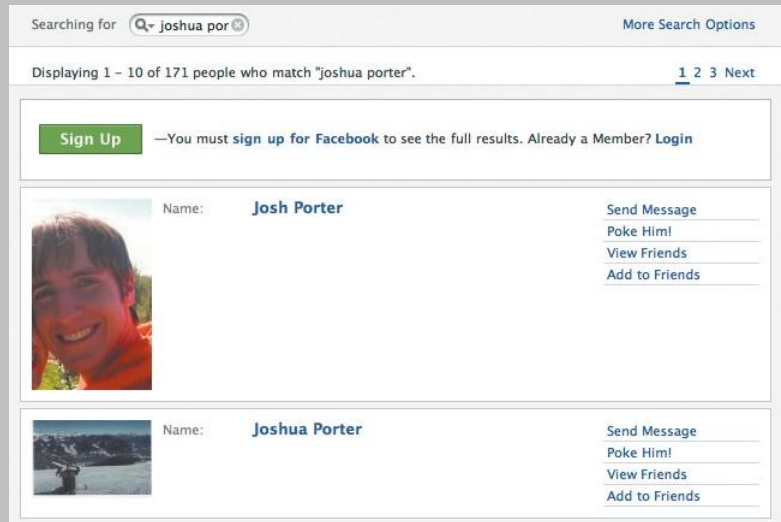 Searching for joshua por More Search Options
Displaying 1 – 10 of 171 people who match "joshua porter". 1 2 3 Next
Sign Up —You must sign up for Facebook to see the full results. Already a Member? Login
Name: Josh Porter Send Message
Poke Him!
View Friends
Add to Friends
Name: Joshua Porter Send Message
Poke Him!
View Friends
Add to Friends